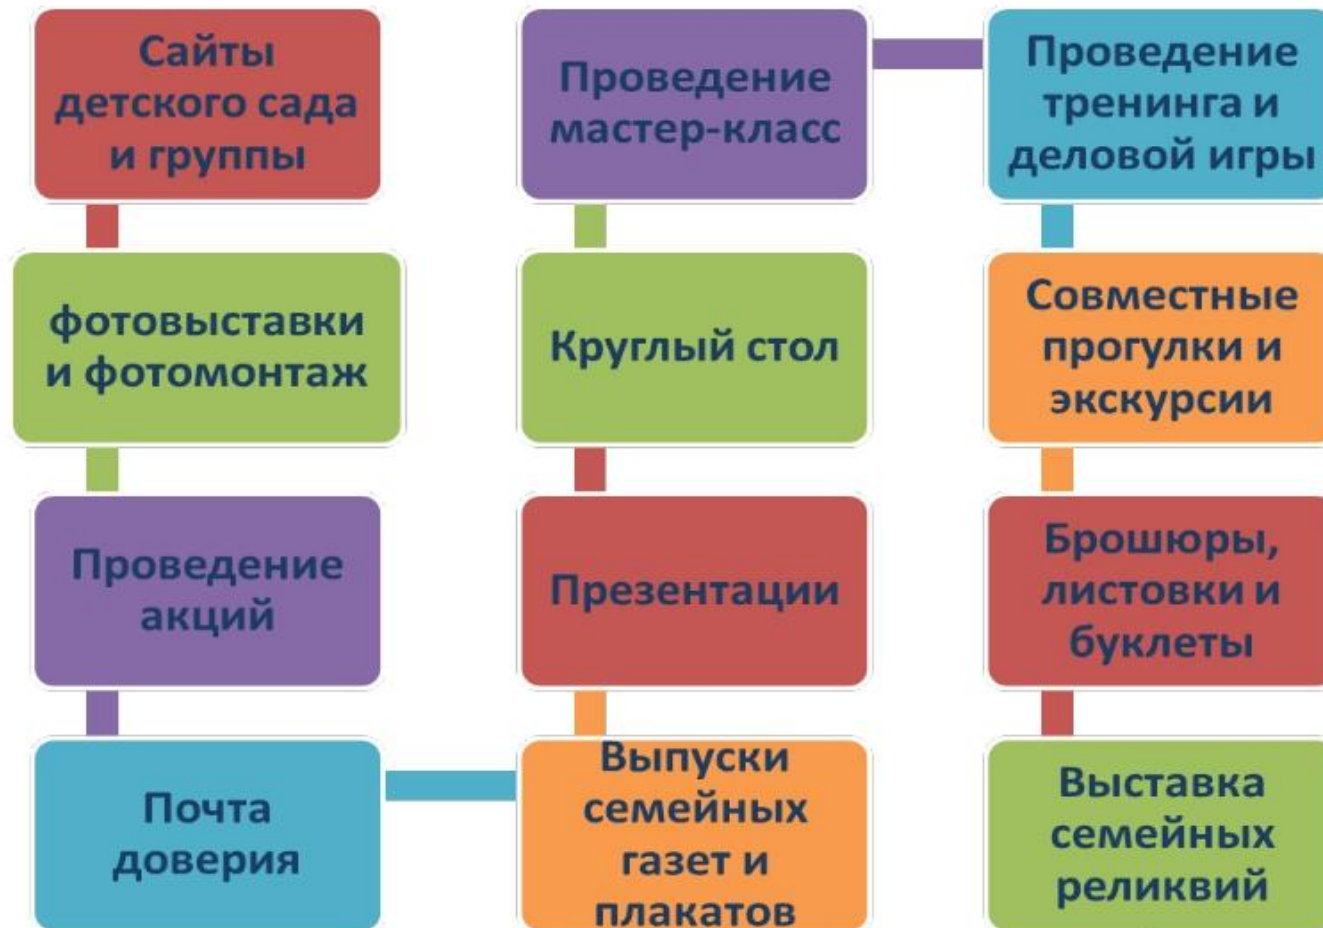 Сайты
детского сада
и группы
фотовыставки
и фотомонтаж
Проведение
акций
Почта
доверия
Выпуски
семейных
газет и
плакатов
Презентации
Круглый стол
Проведение
мастер-класс
Проведение
тренинга и
деловой игры
Совместные
прогулки и
экскурсии
Брошюры,
листовки и
буклеты
Выставка
семейных
реликвий